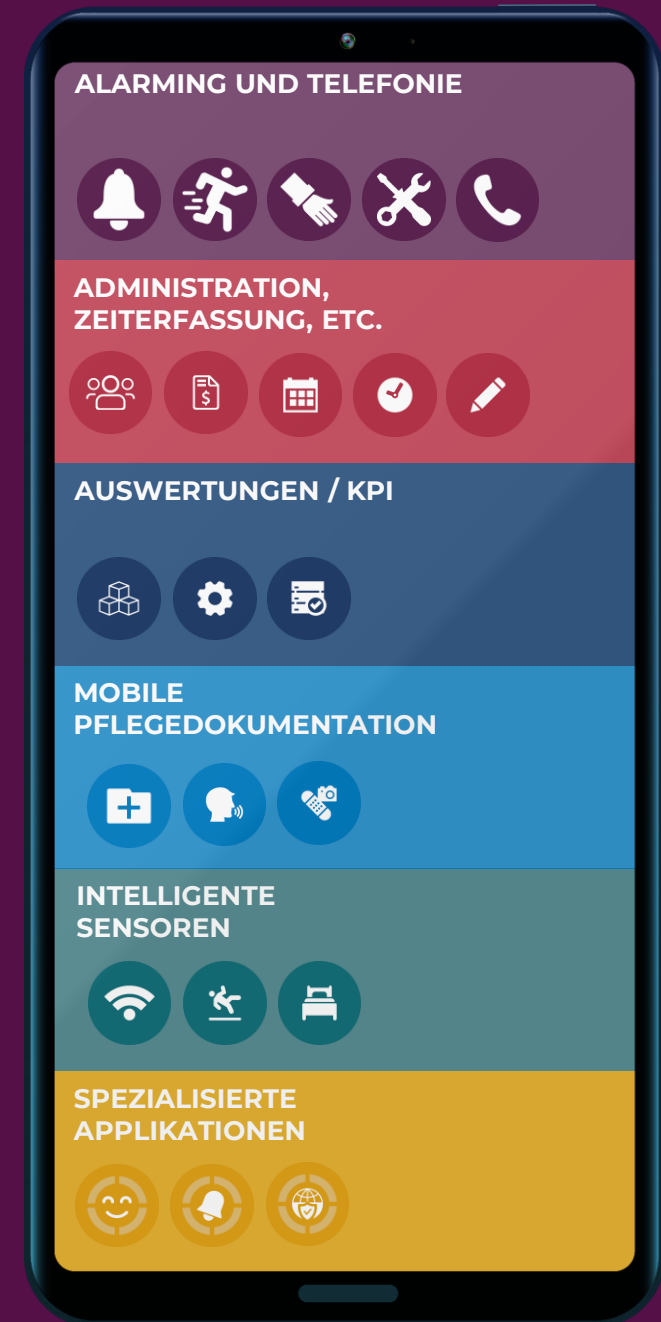 ALARMING UND TELEFONIE
ADMINISTRATION,
ZEITERFASSUNG, ETC.
AUSWERTUNGEN / KPI
MOBILE
PFLEGEDOKUMENTATION
INTELLIGENTE
SENSOREN
SPEZIALISIERTE
APPLIKATIONEN